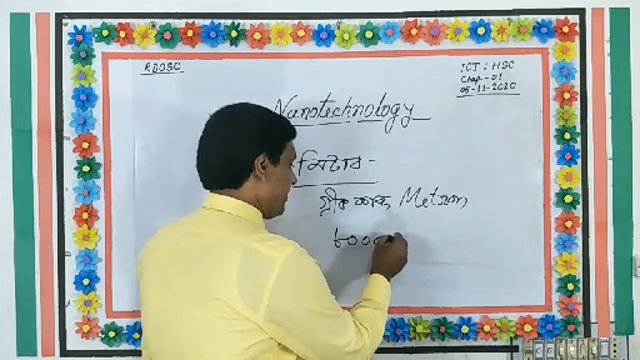 RDOSC
ICT : HSC
Chap - 01
05-11-2020
Nanotechnology
মিটার -
গ্রীক শব্দ Metron